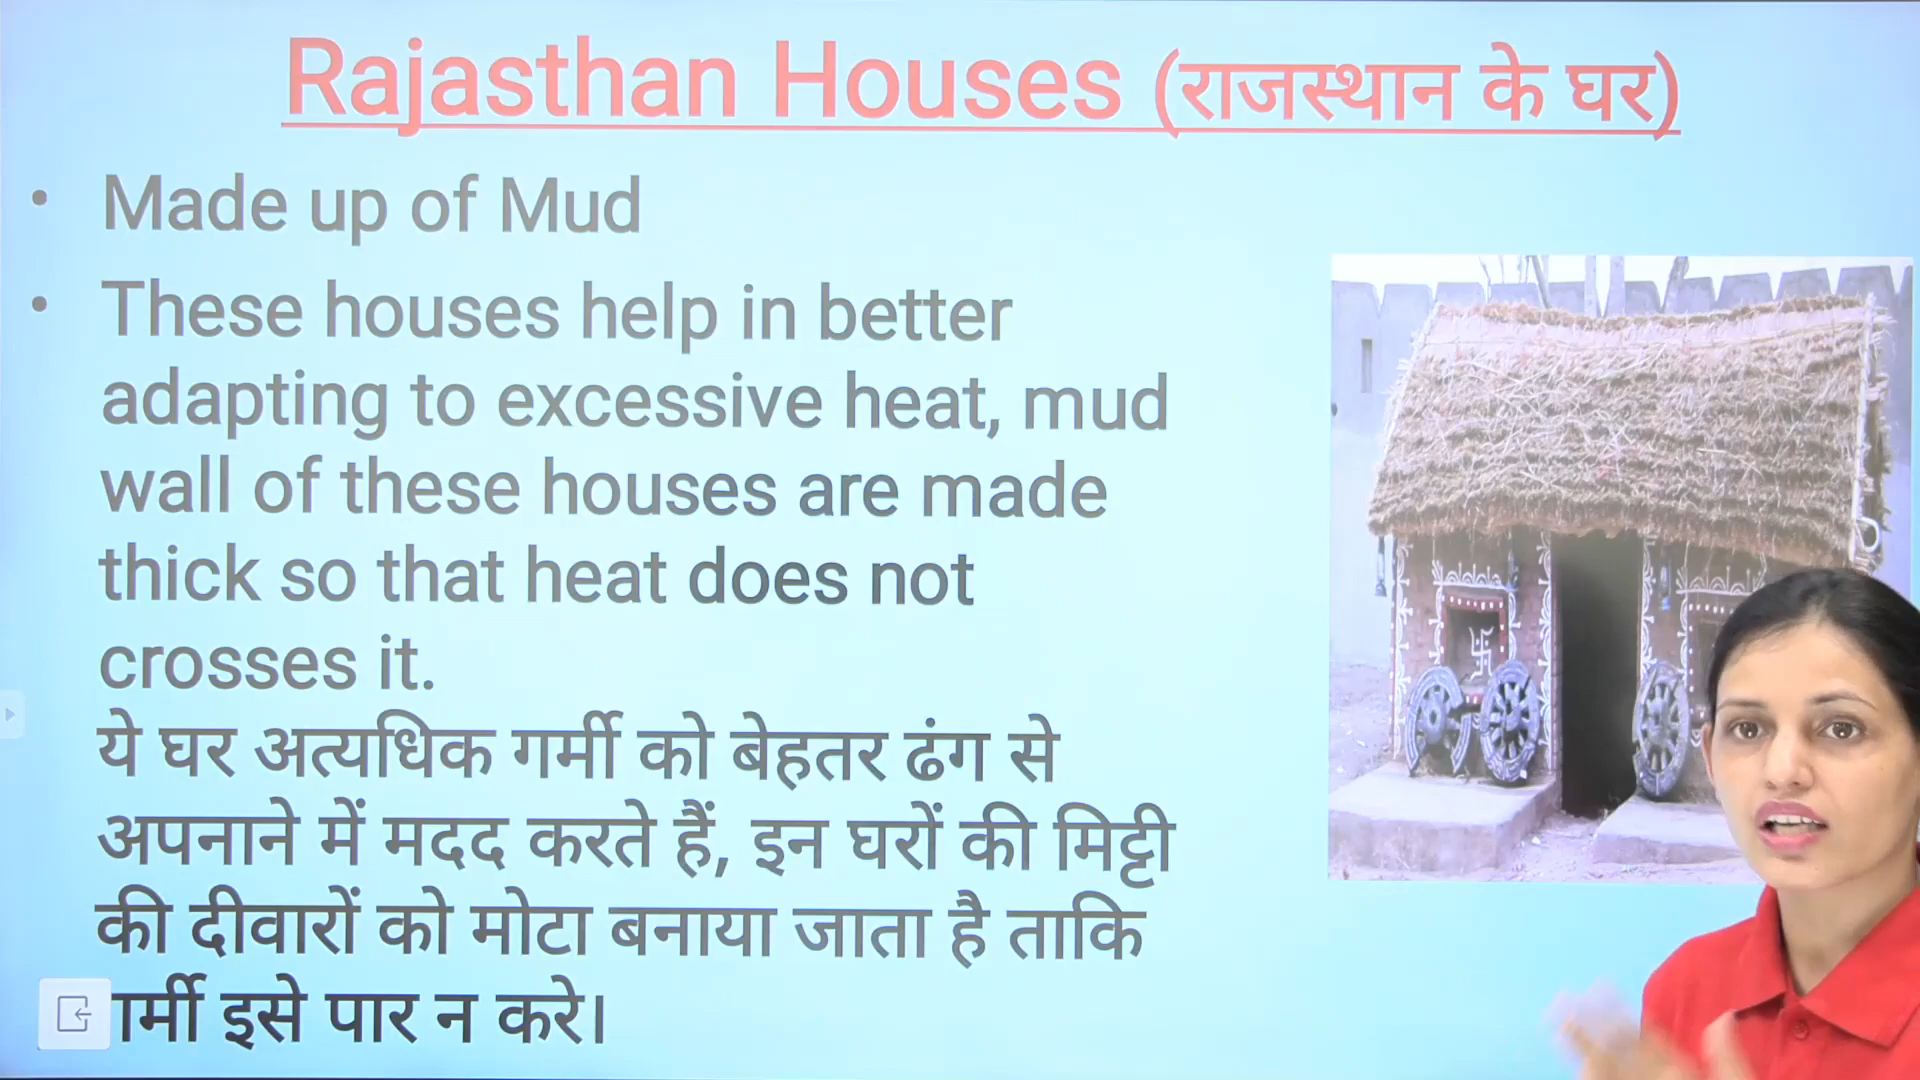 Rajasthan Houses (राजस्थान के घर)
• Made up of Mud
• These houses help in better
adapting to excessive heat, mud
wall of these houses are made
thick so that heat does not
crosses it.
ये घर अत्यधिक गर्मी को बेहतर ढंग से
अपनाने में मदद करते हैं, इन घरों की मिट्टी
की दीवारों को मोटा बनाया जाता है ताकि
गर्मी इसे पार न करे।